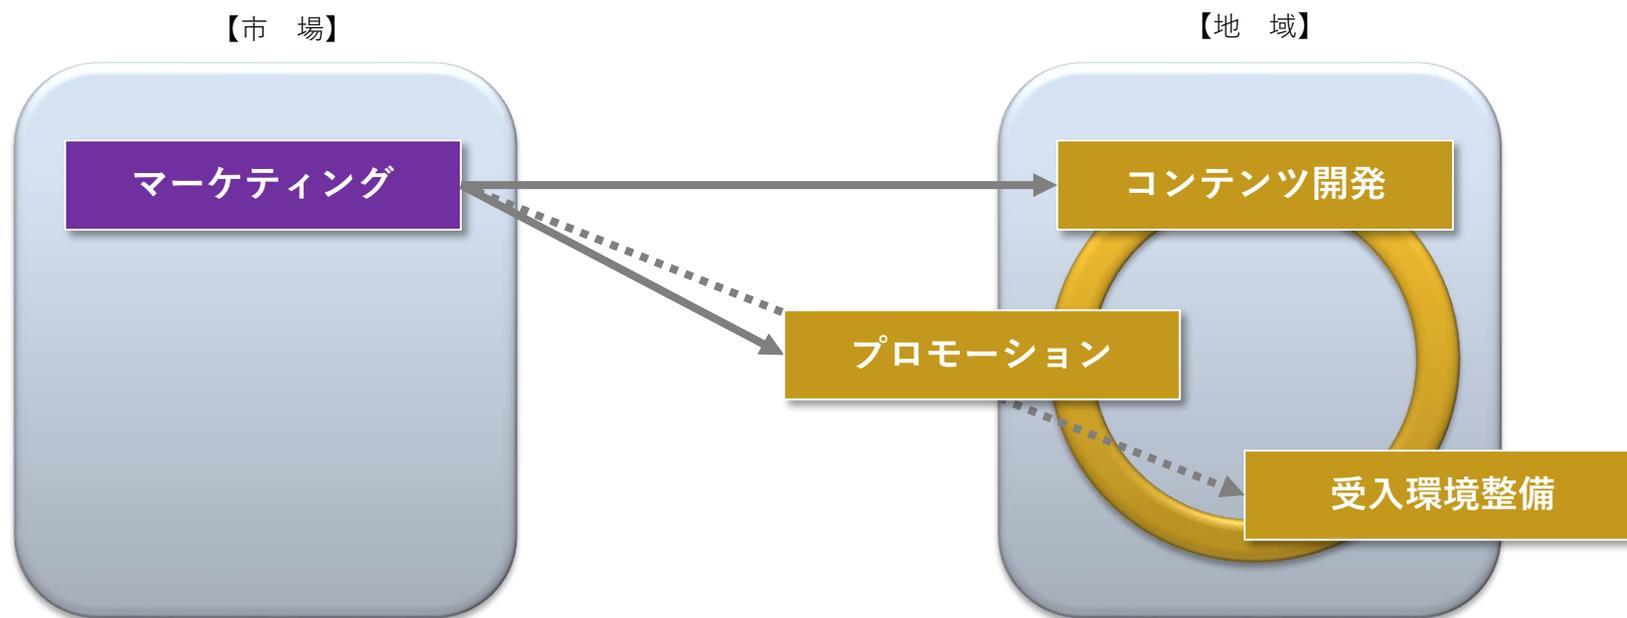 【市　場】
【地　域】
マーケティング
コンテンツ開発
プロモーション
受入環境整備